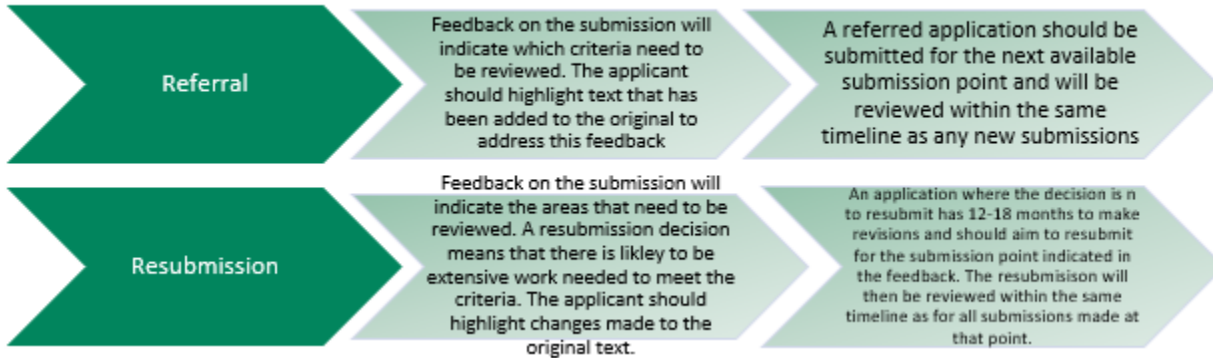 Referral
Feedback on the submission will
indicate which criteria need to
be reviewed. The applicant
should highlight text that has
been added to the original to
address this feedback
A referred application should be
submitted for the next available
submission point and will be
reviewed within the same
timeline as any new submissions
Resubmission
Feedback on the submission will
indicate the areas that need to be
reviewed. A resubmission decision
means that there is likley to be
extensive work needed to meet the
criteria. The applicant should
highlight changes made to the
original text.
An application where the decision is n
to resubmit has 12-18 months to make
revisions and should aim to resubmit
for the submission point indicated in
the feedback. The resubmisison will
then be reviewed within the same
timeline as for all submissions made at
that point.